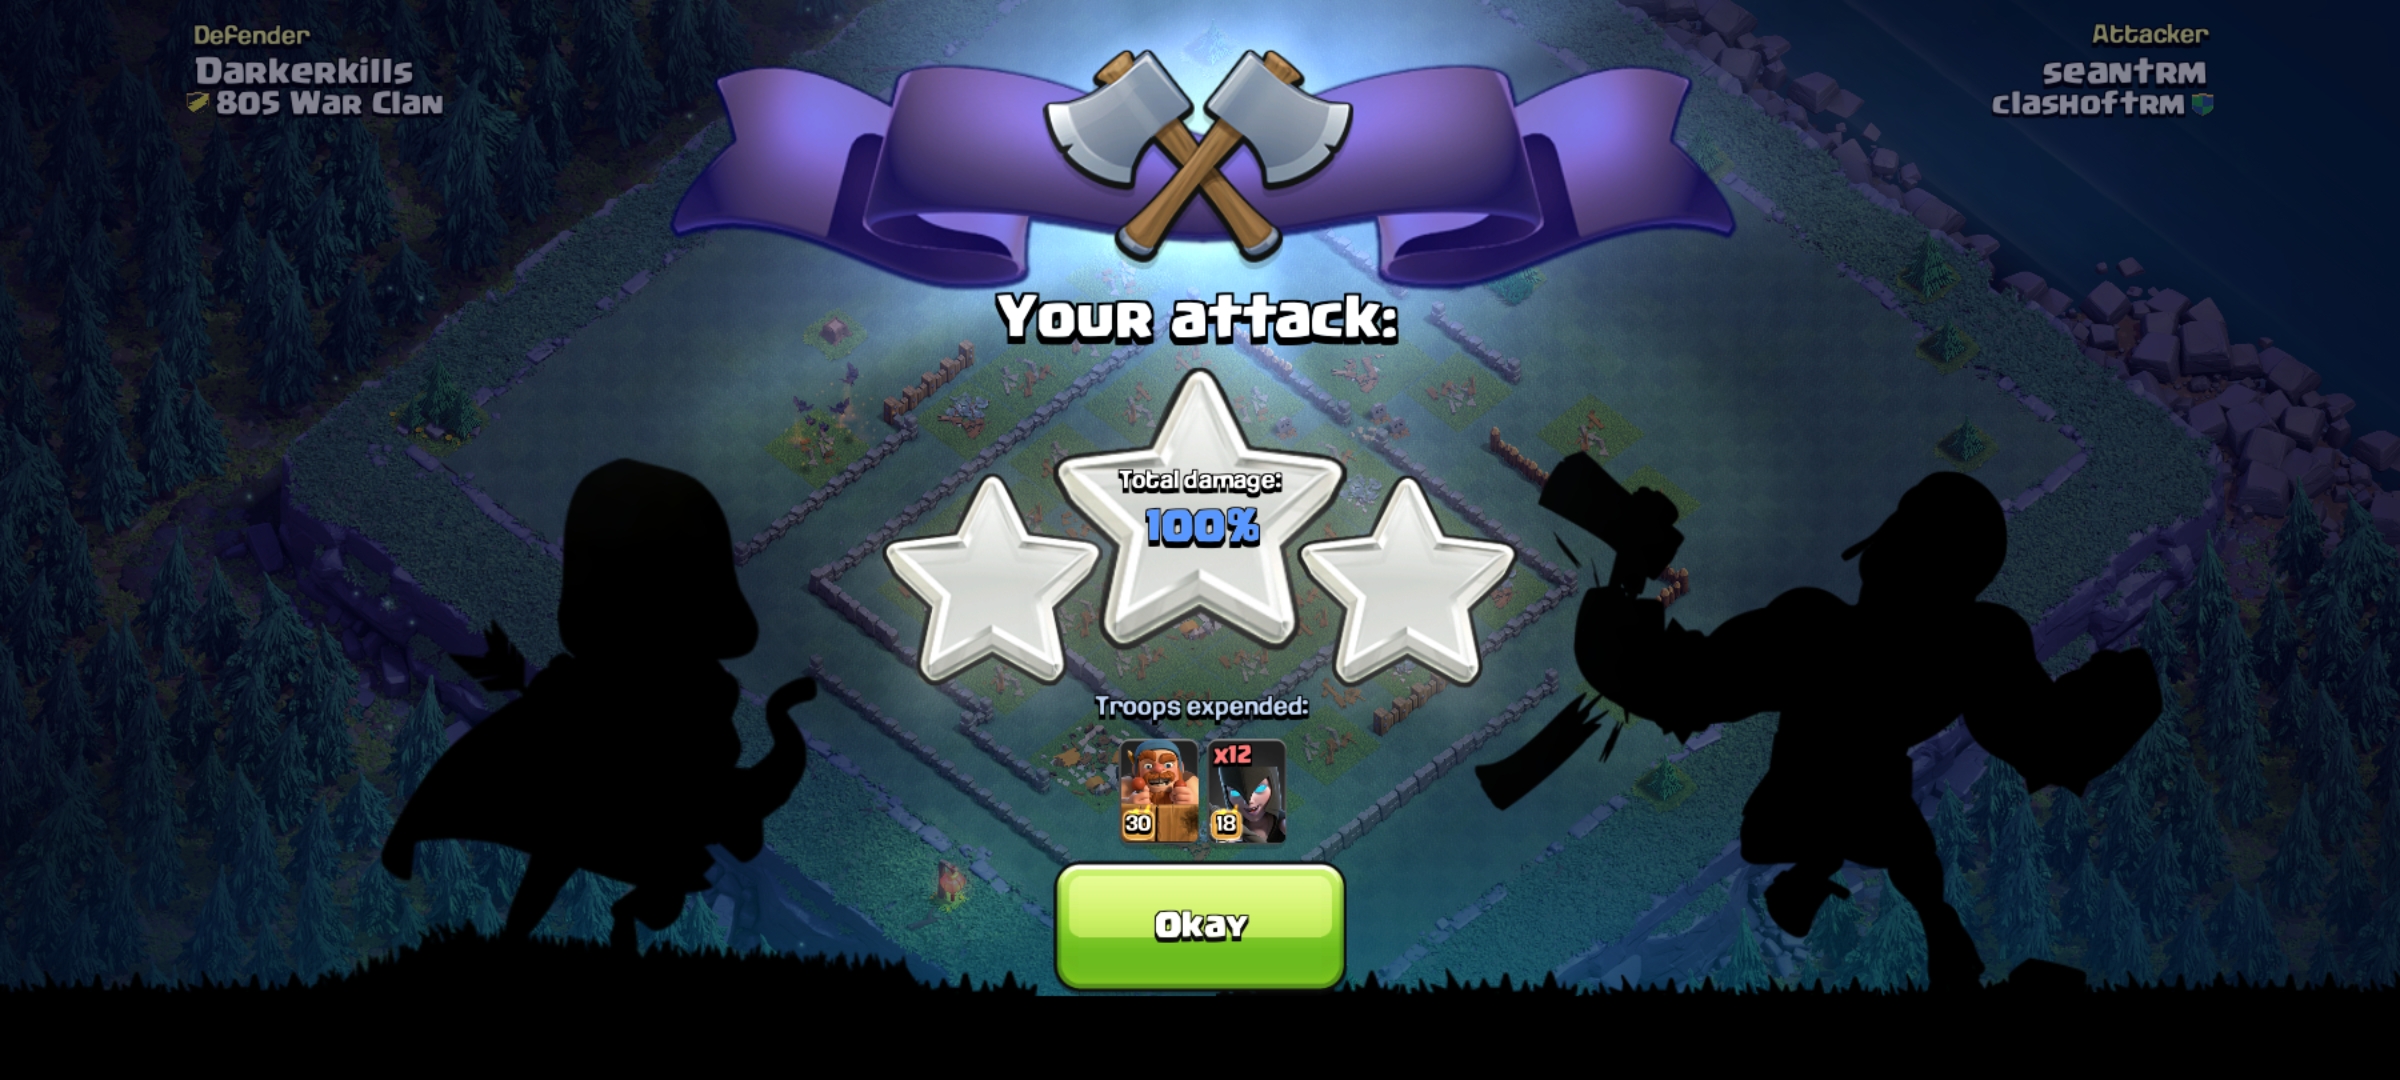 Defender
Darkerkills
805 War Clan
Attacker
seantrm
clashoftrm
Your attack:
Total damage:
100%
Troops expended:
x12
30
18
Okay